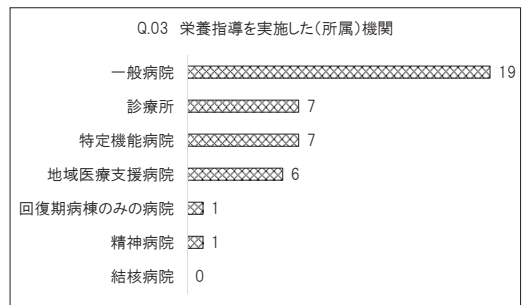 Q.03 栄養指導を実施した(所属)機関
一般病院 19
診療所 7
特定機能病院 7
地域医療支援病院 6
回復期病棟のみの病院 1
精神病院 1
結核病院 0